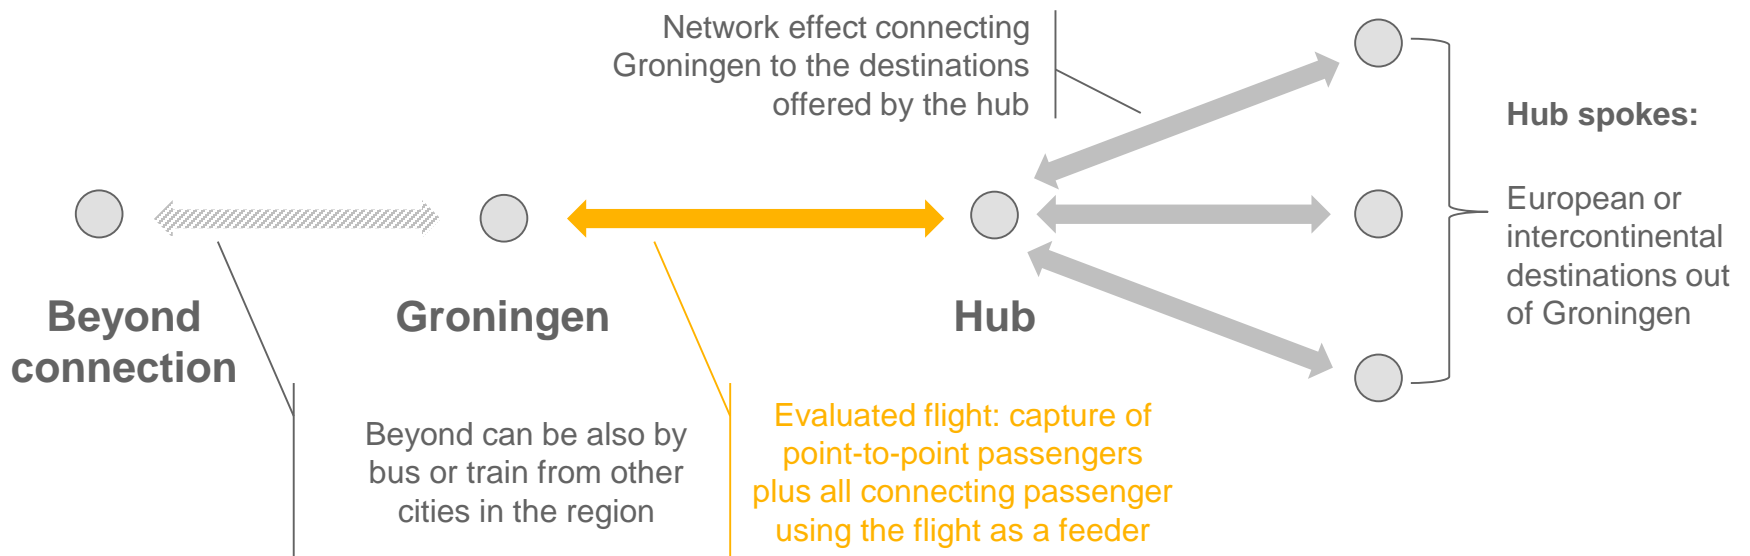 Network effect connecting
Groningen to the destinations
offered by the hub
Hub spokes:
European or
intercontinental
destinations out
of Groningen
Beyond
connection
Groningen
Hub
Beyond can be also by
bus or train from other
cities in the region
Evaluated flight: capture of
point-to-point passengers
plus all connecting passenger
using the flight as a feeder